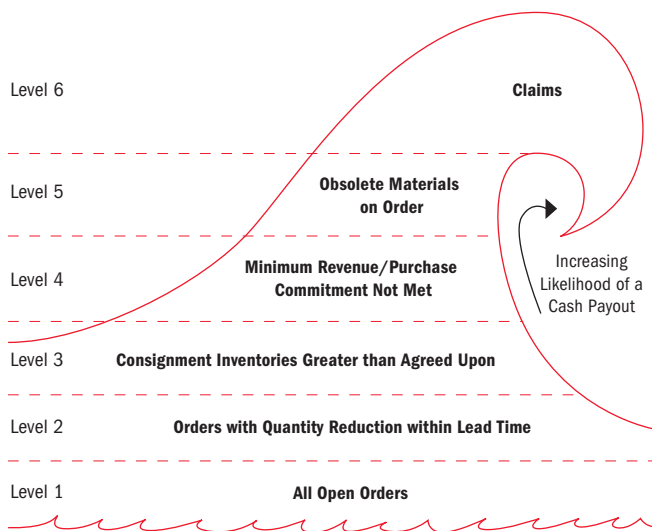 Level 6
Claims
Level 5
Obsolete Materials
on Order
Level 4
Minimum Revenue/Purchase
Commitment Not Met
Increasing
Likelihood of a
Cash Payout
Level 3
Consignment Inventories Greater than Agreed Upon
Level 2
Orders with Quantity Reduction within Lead Time
Level 1
All Open Orders